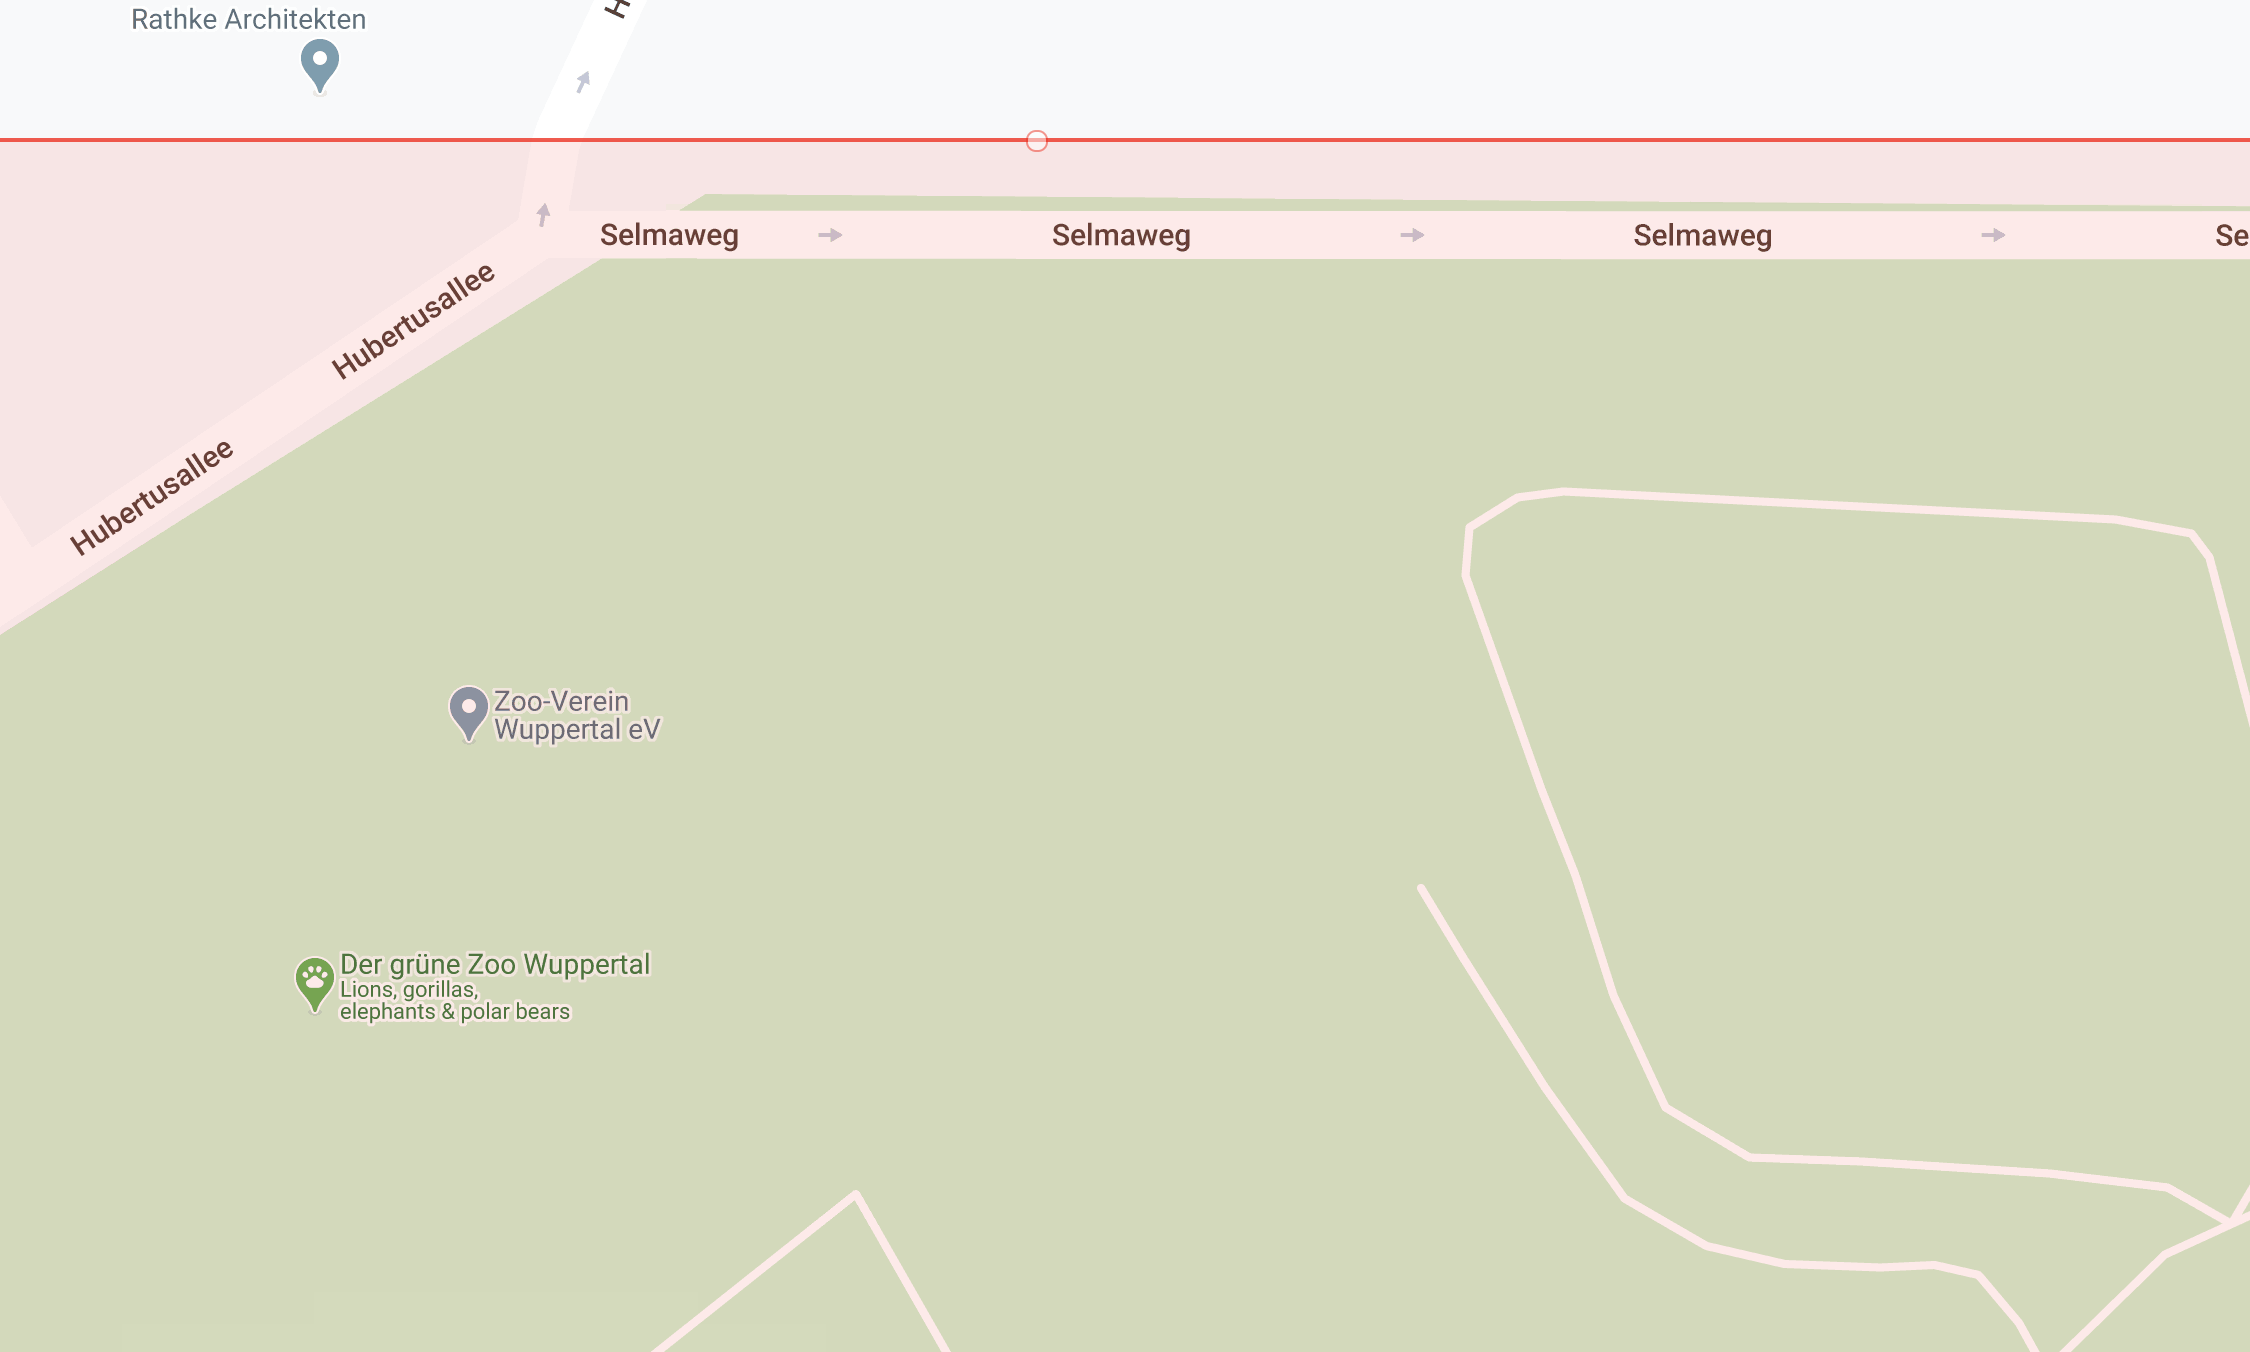 Rathke Architekten
H
Selmaweg
Selmaweg
Selmaweg
Se
Hubertusallee
Hubertusallee
Zoo-Verein
Wuppertal eV
Der grüne Zoo Wuppertal
Lions, gorillas,
elephants & polar bears